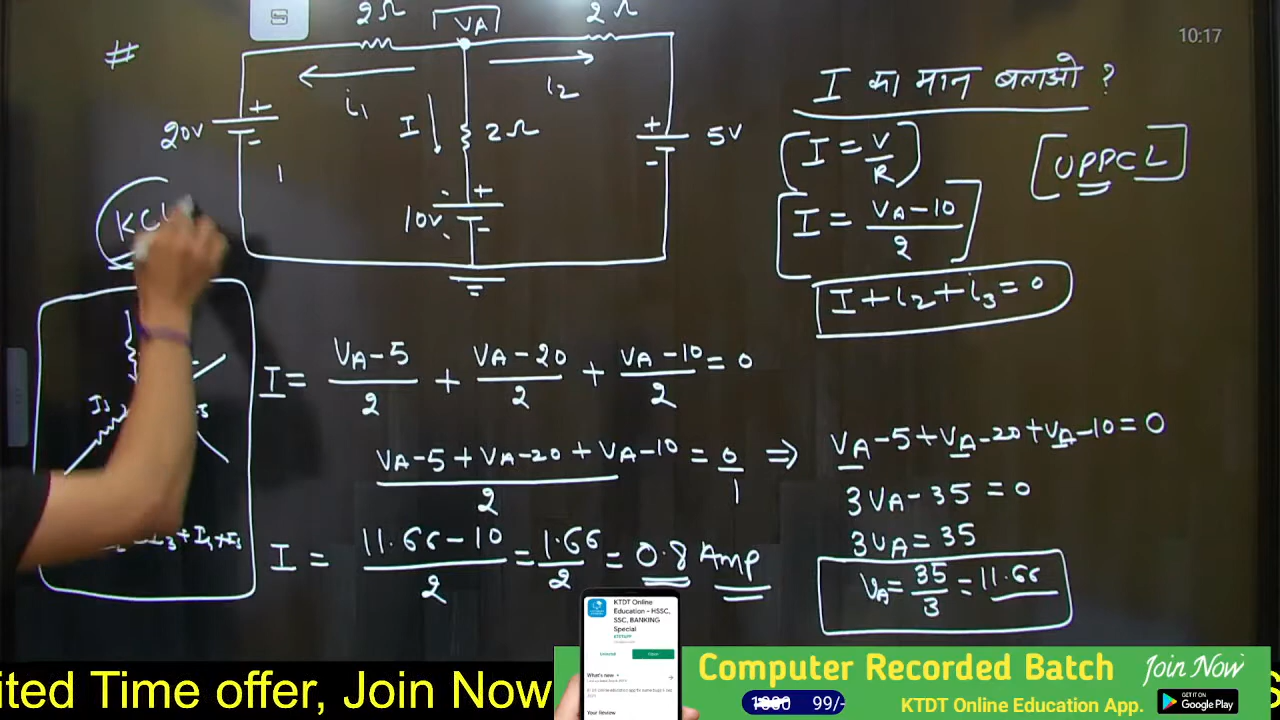 #
2Ω
VA
2Ω
10:17
i1
i2
I का मान बताओ ?
20V
+
-
I
2Ω
+
-
5V
(I = V/R)
[UPPCL]
KCL
10V
+
-
I = VA-10/2
I + i2 + i3 = 0
I = VA-5/2 + VA-20/2 + VA-10/2 = 0
VA-5+VA-20+VA-10/2 = 0/1 ⇒ VA-5+VA-20+VA-10 = 0
3VA-35 = 0
3VA = 35
VA = 35/3 = 11.66
I = 11.66-10/2 = 1.66/2 = 0.8 Amp
KTDT Online
Education - HSSC,
SSC, BANKING
Special
What's new
Your Review
ited Time offer, Join Now
Computer Recorded Batch
Join Now
99/-
KTDT Online Education App.
GET IT ON
Google Play